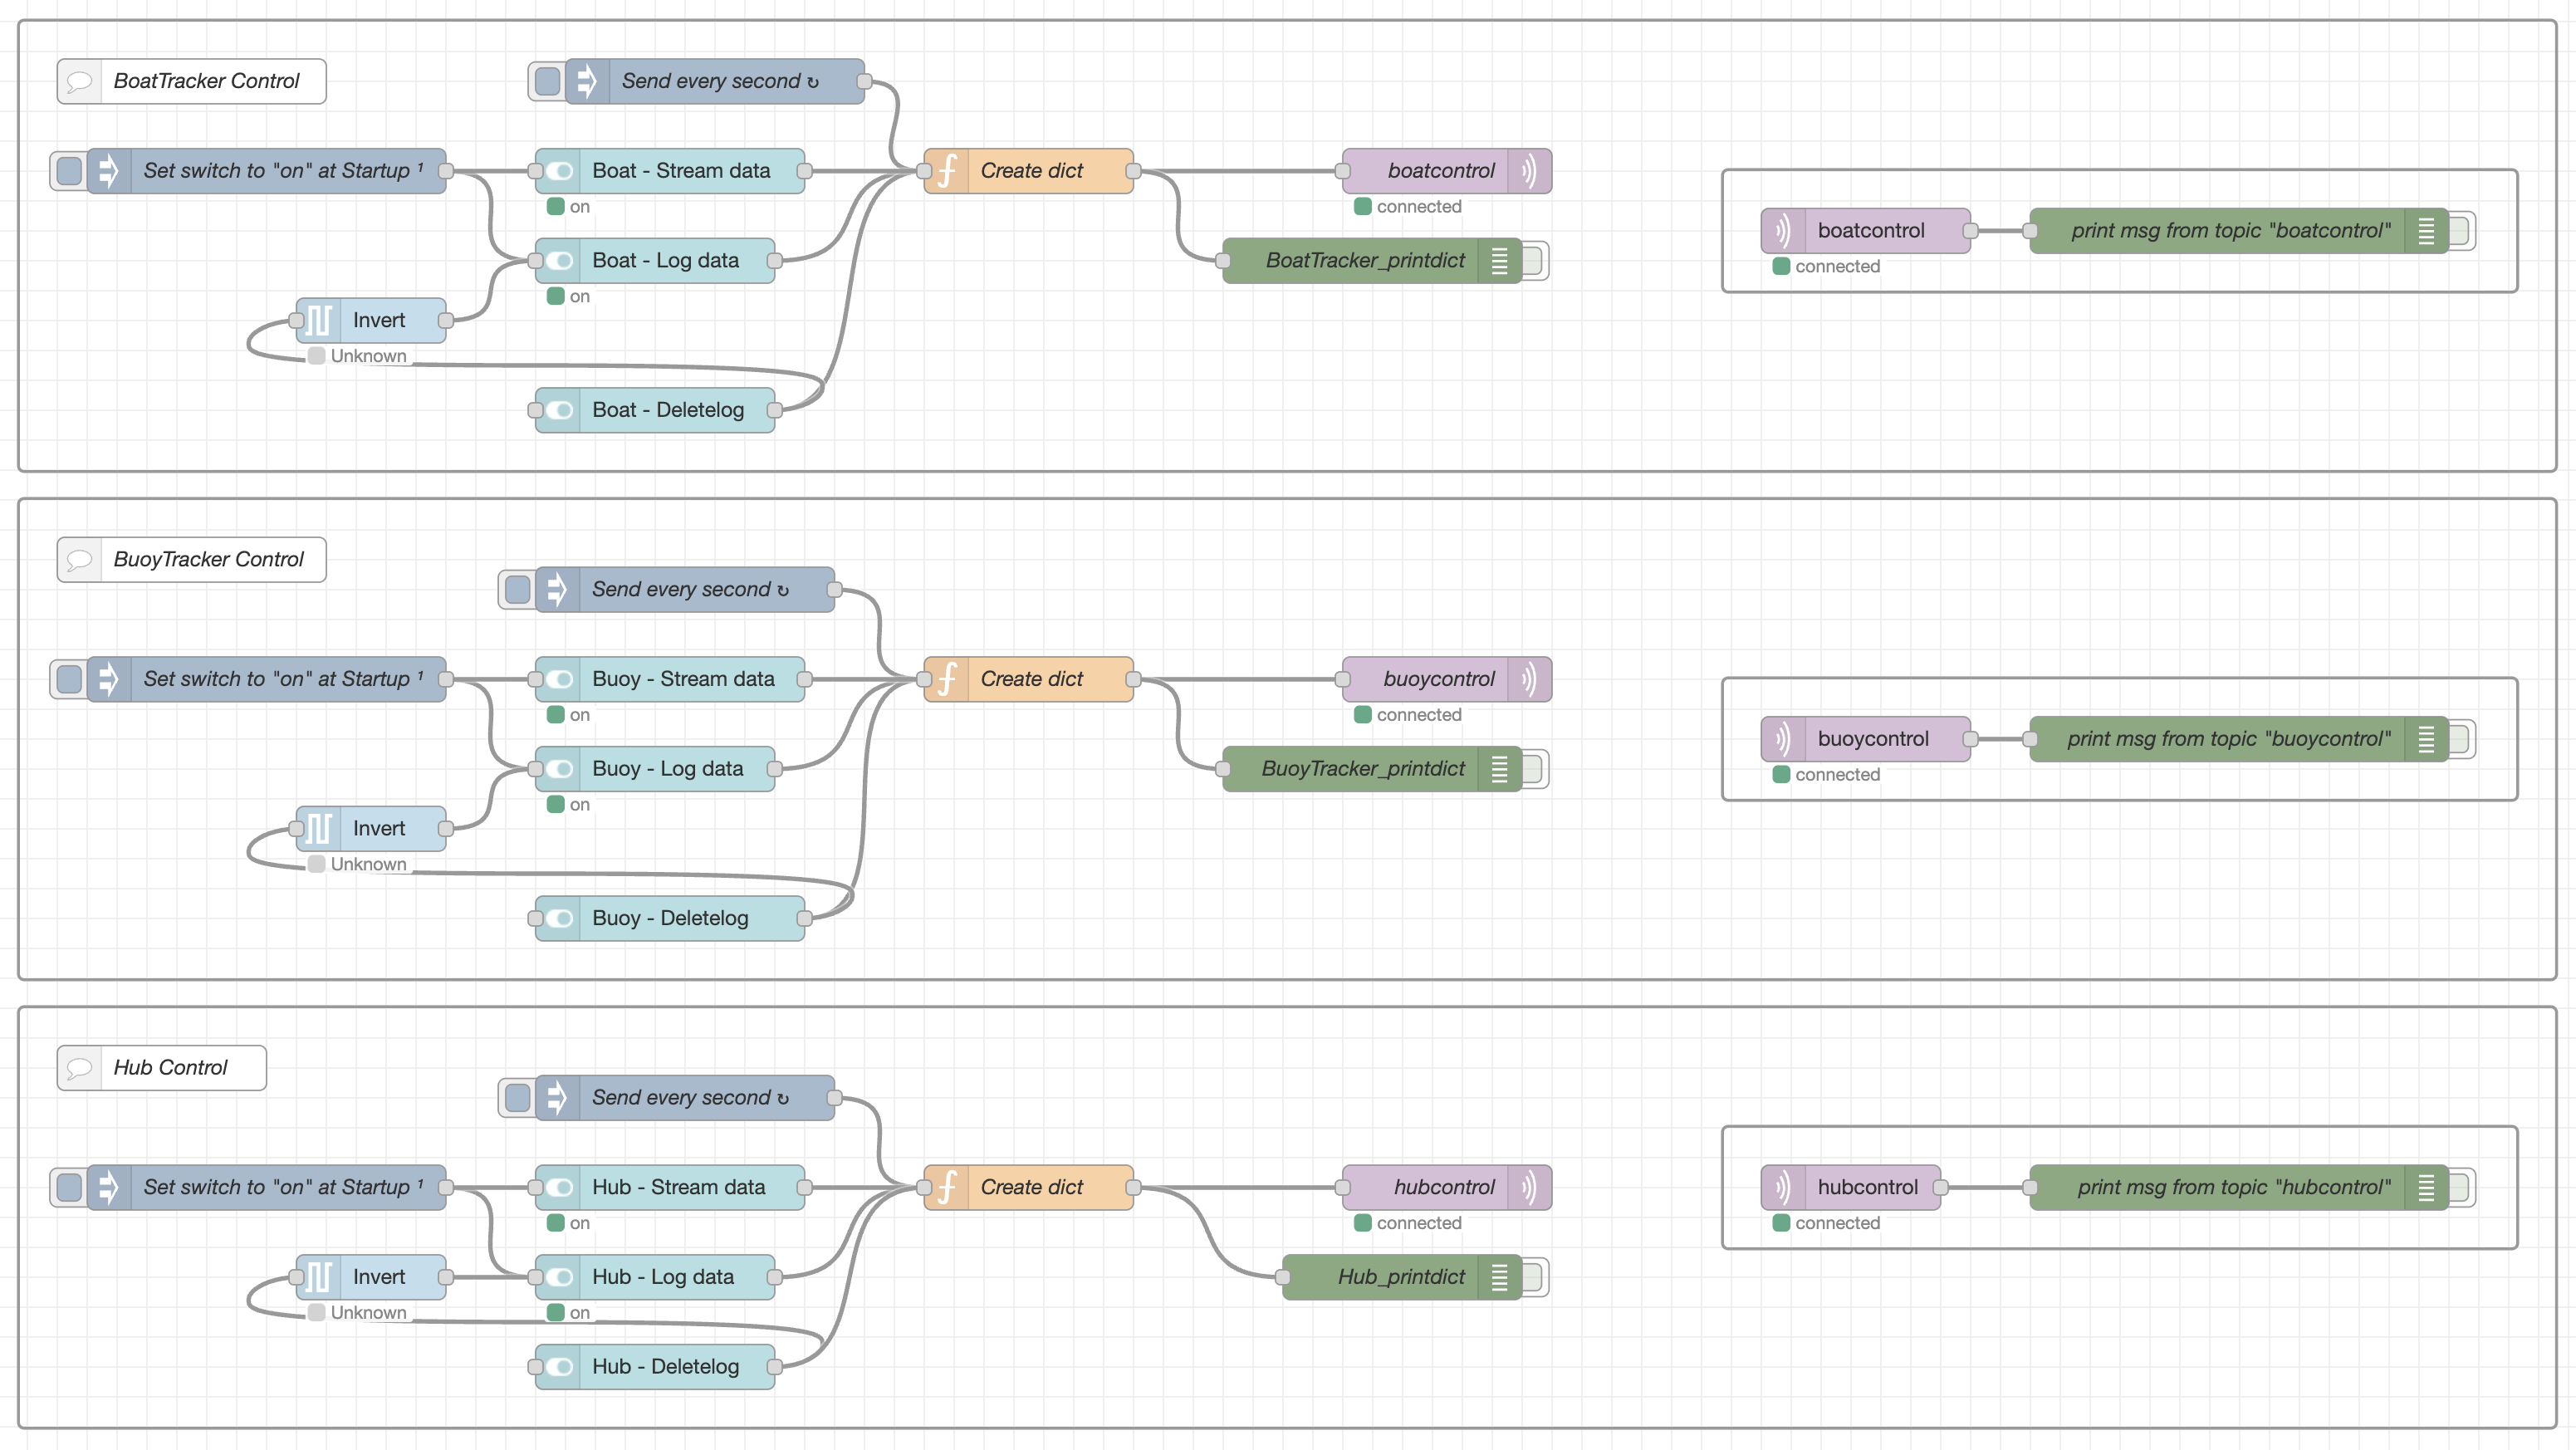 BoatTracker Control
Send every second ↻
Set switch to "on" at Startup ¹
Boat - Stream data
on
Create dict
boatcontrol
connected
Boat - Log data
on
BoatTracker_printdict
boatcontrol
connected
print msg from topic "boatcontrol"
Invert
Unknown
Boat - Deletelog
BuoyTracker Control
Send every second ↻
Set switch to "on" at Startup ¹
Buoy - Stream data
on
Create dict
buoycontrol
connected
Buoy - Log data
on
BuoyTracker_printdict
buoycontrol
connected
print msg from topic "buoycontrol"
Invert
Unknown
Buoy - Deletelog
Hub Control
Send every second ↻
Set switch to "on" at Startup ¹
Hub - Stream data
on
Create dict
hubcontrol
connected
hubcontrol
connected
print msg from topic "hubcontrol"
Invert
Unknown
Hub - Log data
on
Hub_printdict
Hub - Deletelog